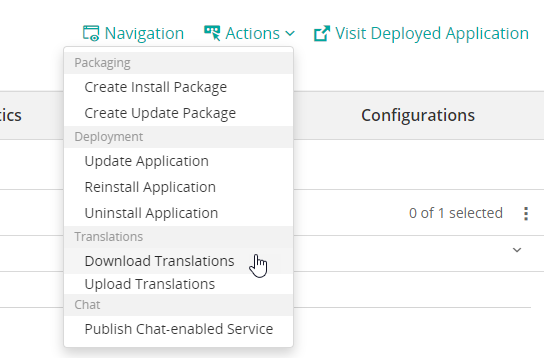 Navigation Actions Visit Deployed Application
Packaging
Create Install Package
Create Update Package
tics Configurations
Deployment
Update Application
Reinstall Application
Uninstall Application
0 of 1 selected
Translations
Download Translations
Upload Translations
Chat
Publish Chat-enabled Service